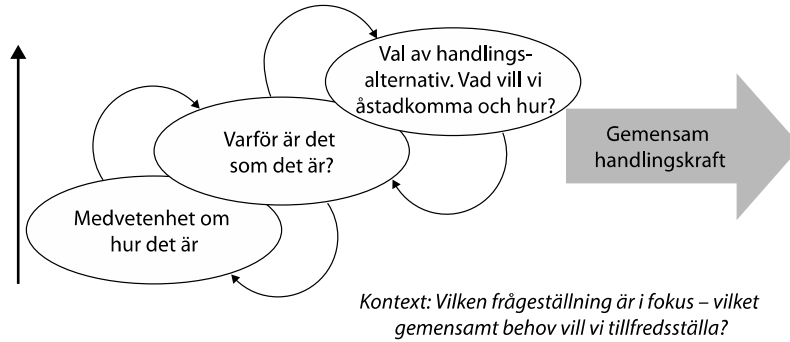 Val av handlings-
alternativ. Vad vill vi
åstadkomma och hur?
Varför är det
som det är?
Medvetenhet om
hur det är
Gemensam
handlingskraft
Kontext: Vilken frågeställning är i fokus – vilket
gemensamt behov vill vi tillfredsställa?